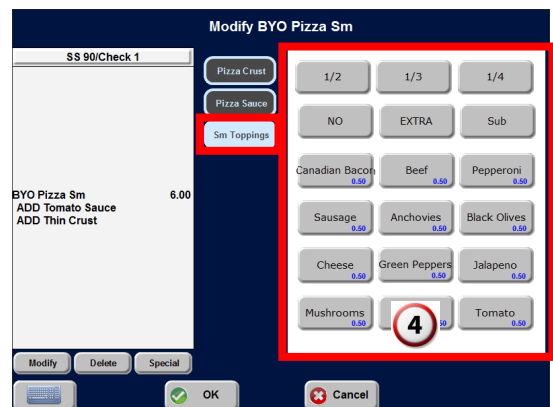 Modify BYO Pizza Sm
SS 90/Check 1
BYO Pizza Sm 6.00
ADD Tomato Sauce
ADD Thin Crust
Modify Delete Special
Pizza Crust
Pizza Sauce
Sm Toppings
1/2 1/3 1/4
NO EXTRA Sub
Canadian Bacon 0.50 Beef 0.50 Pepperoni 0.50
Sausage 0.50 Anchovies 0.50 Black Olives 0.50
Cheese 0.50 Green Peppers 0.50 Jalapeno 0.50
Mushrooms 0.50 4 Tomato 0.50
OK Cancel